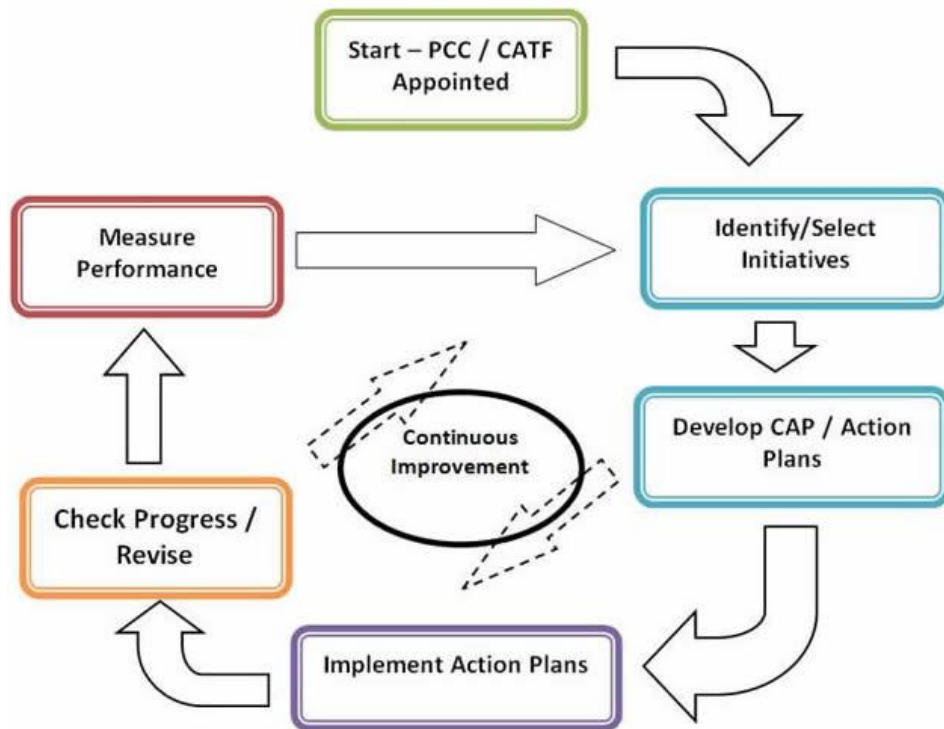 Start – PCC / CATF
Appointed
Identify/Select
Initiatives
Develop CAP / Action
Plans
Implement Action Plans
Check Progress /
Revise
Measure
Performance
Continuous
Improvement